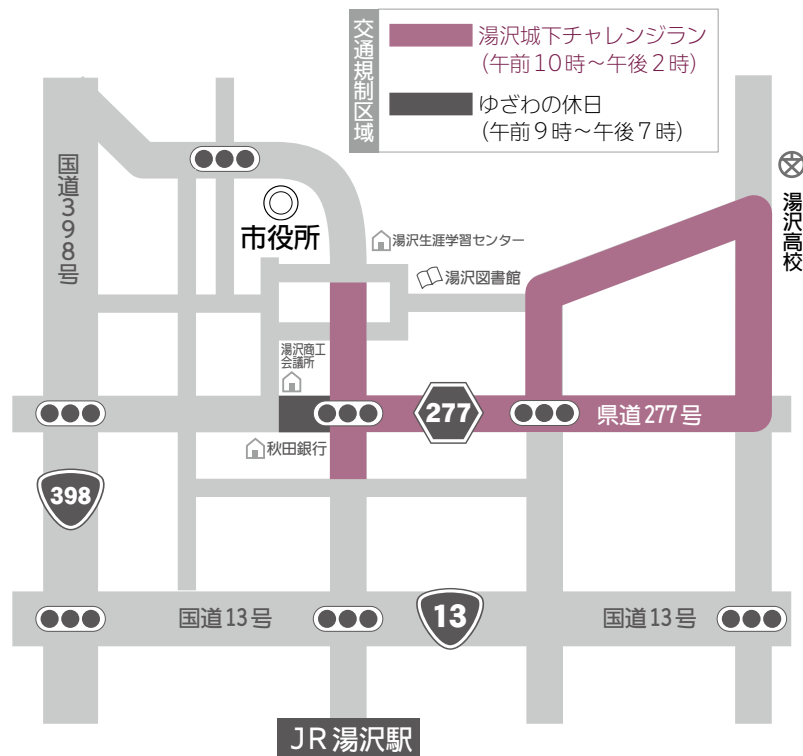 交通規制区域
湯沢城下チャレンジラン
(午前10時～午後2時)
ゆざわの休日
(午前9時～午後7時)
国道398号
市役所
湯沢生涯学習センター
湯沢図書館
文
湯沢高校
湯沢商工
会議所
277
県道277号
秋田銀行
398
国道13号
13
国道13号
JR湯沢駅